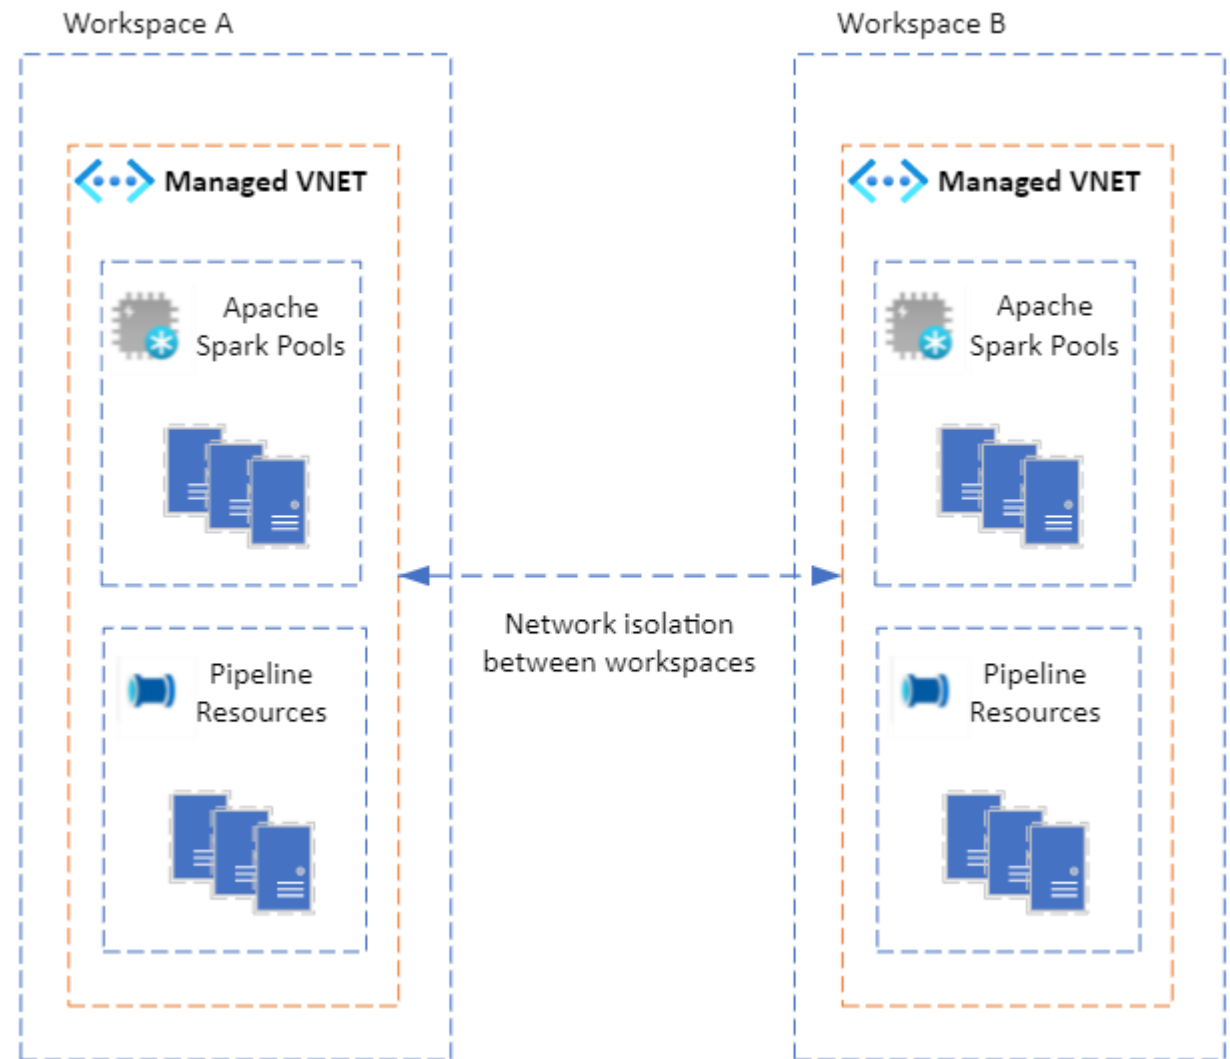 Workspace A
Workspace B
Managed VNET
Apache
Spark Pools
Pipeline
Resources
Network isolation
between workspaces
Managed VNET
Apache
Spark Pools
Pipeline
Resources